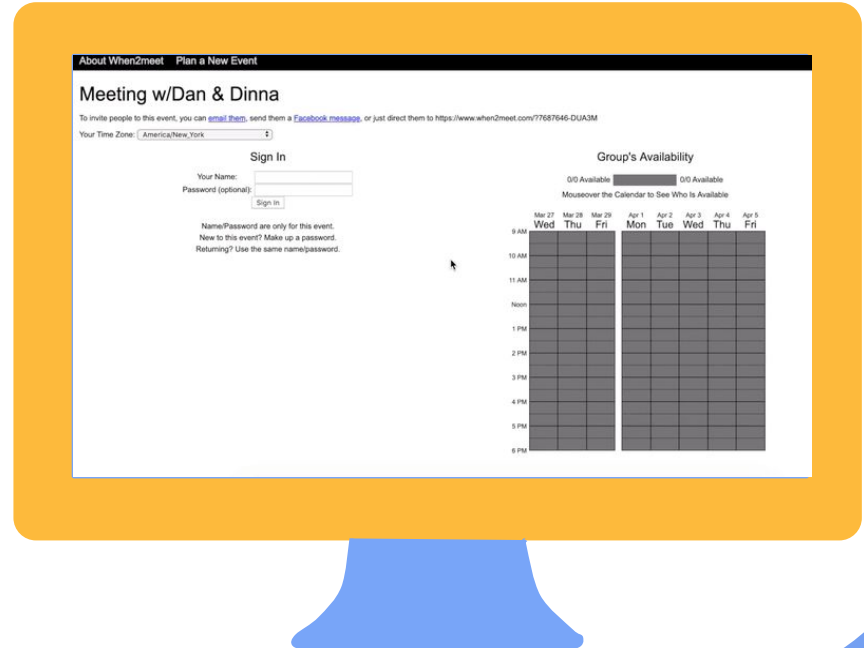 About When2meet Plan a New Event
Meeting w/Dan & Dinna
To invite people to this event, you can email them, send them a Facebook message, or just direct them to https://www.when2meet.com/?7687646-DUA3M
Your Time Zone: America/New_York
Sign In
Your Name:
Password (optional):
Sign In
Name/Password are only for this event.
New to this event? Make up a password.
Returning? Use the same name/password.
Group's Availability
0/0 Available 0/0 Available
Mouseover the Calendar to See Who Is Available
Mar 27 Mar 28 Mar 29 Apr 1 Apr 2 Apr 3 Apr 4 Apr 5
Wed Thu Fri Mon Tue Wed Thu Fri
9 AM
10 AM
11 AM
Noon
1 PM
2 PM
3 PM
4 PM
5 PM
6 PM